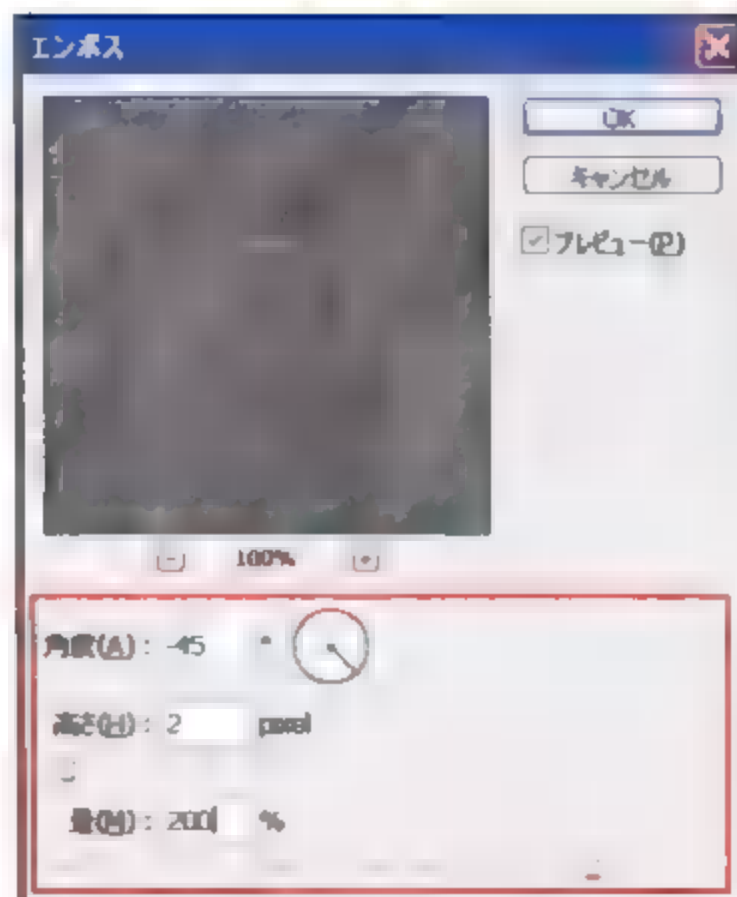 エンボス
OK
キャンセル
プレビュー(P)
100%
角度(A): -45 °
高さ(H): 2 pixel
量(M): 200 %